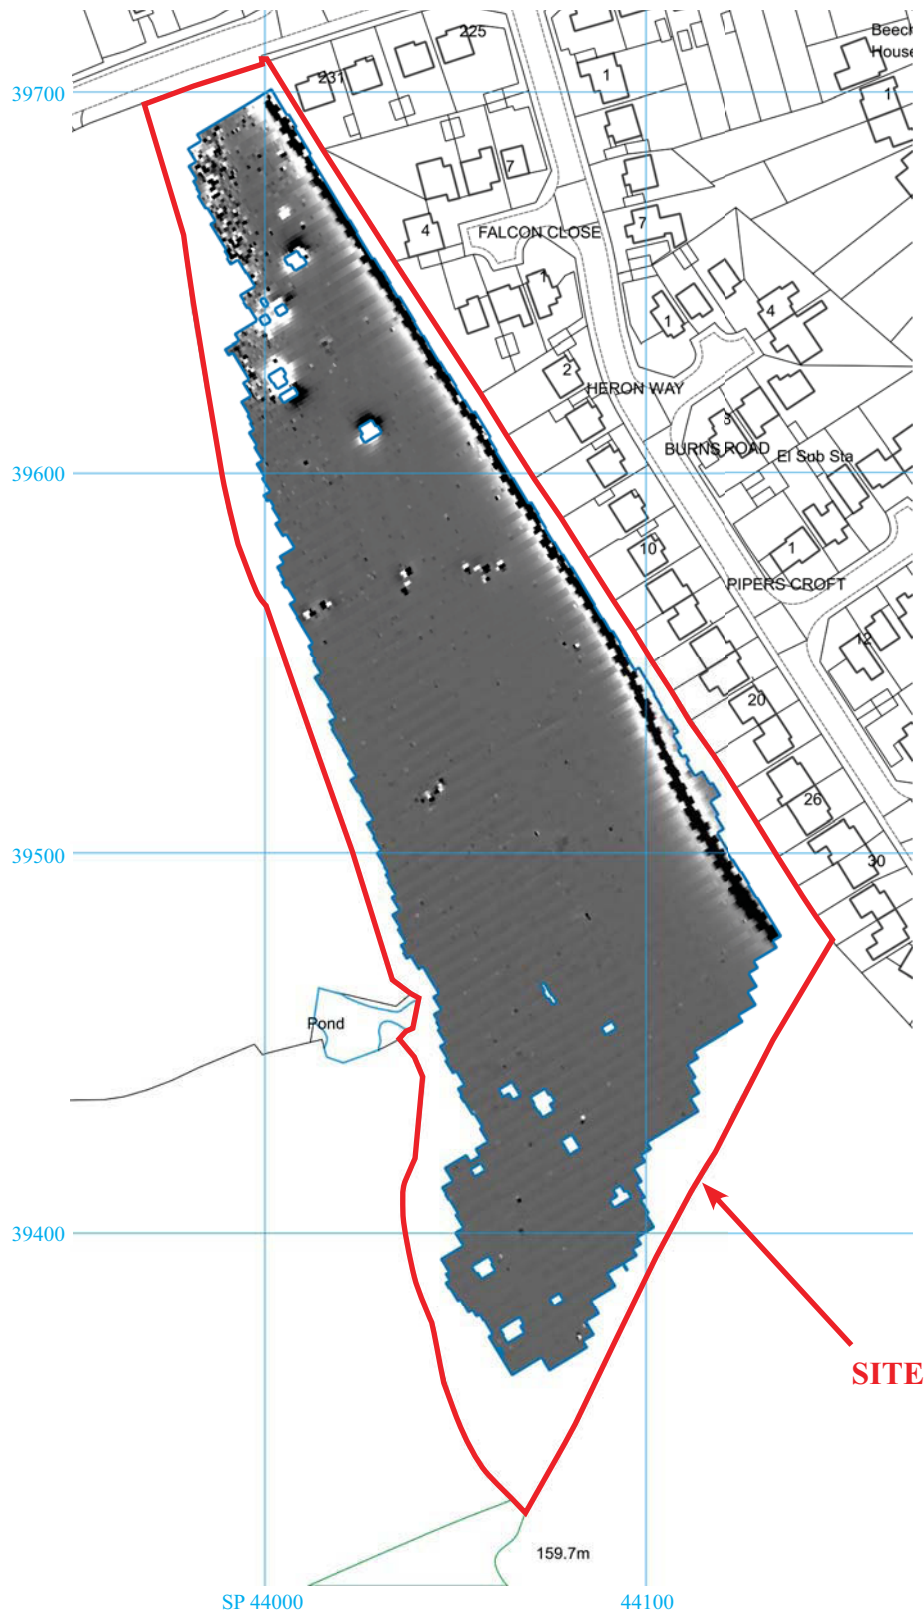 225
Beech
House
231
1
1
39700
7
4
7
FALCON CLOSE
7
1
4
2
HERON WAY
3
BURNS ROAD
El Sub Sta
39600
10
1
PIPERS CROFT
12
20
26
39500
30
Pond
39400
SITE
159.7m
SP 44000
44100